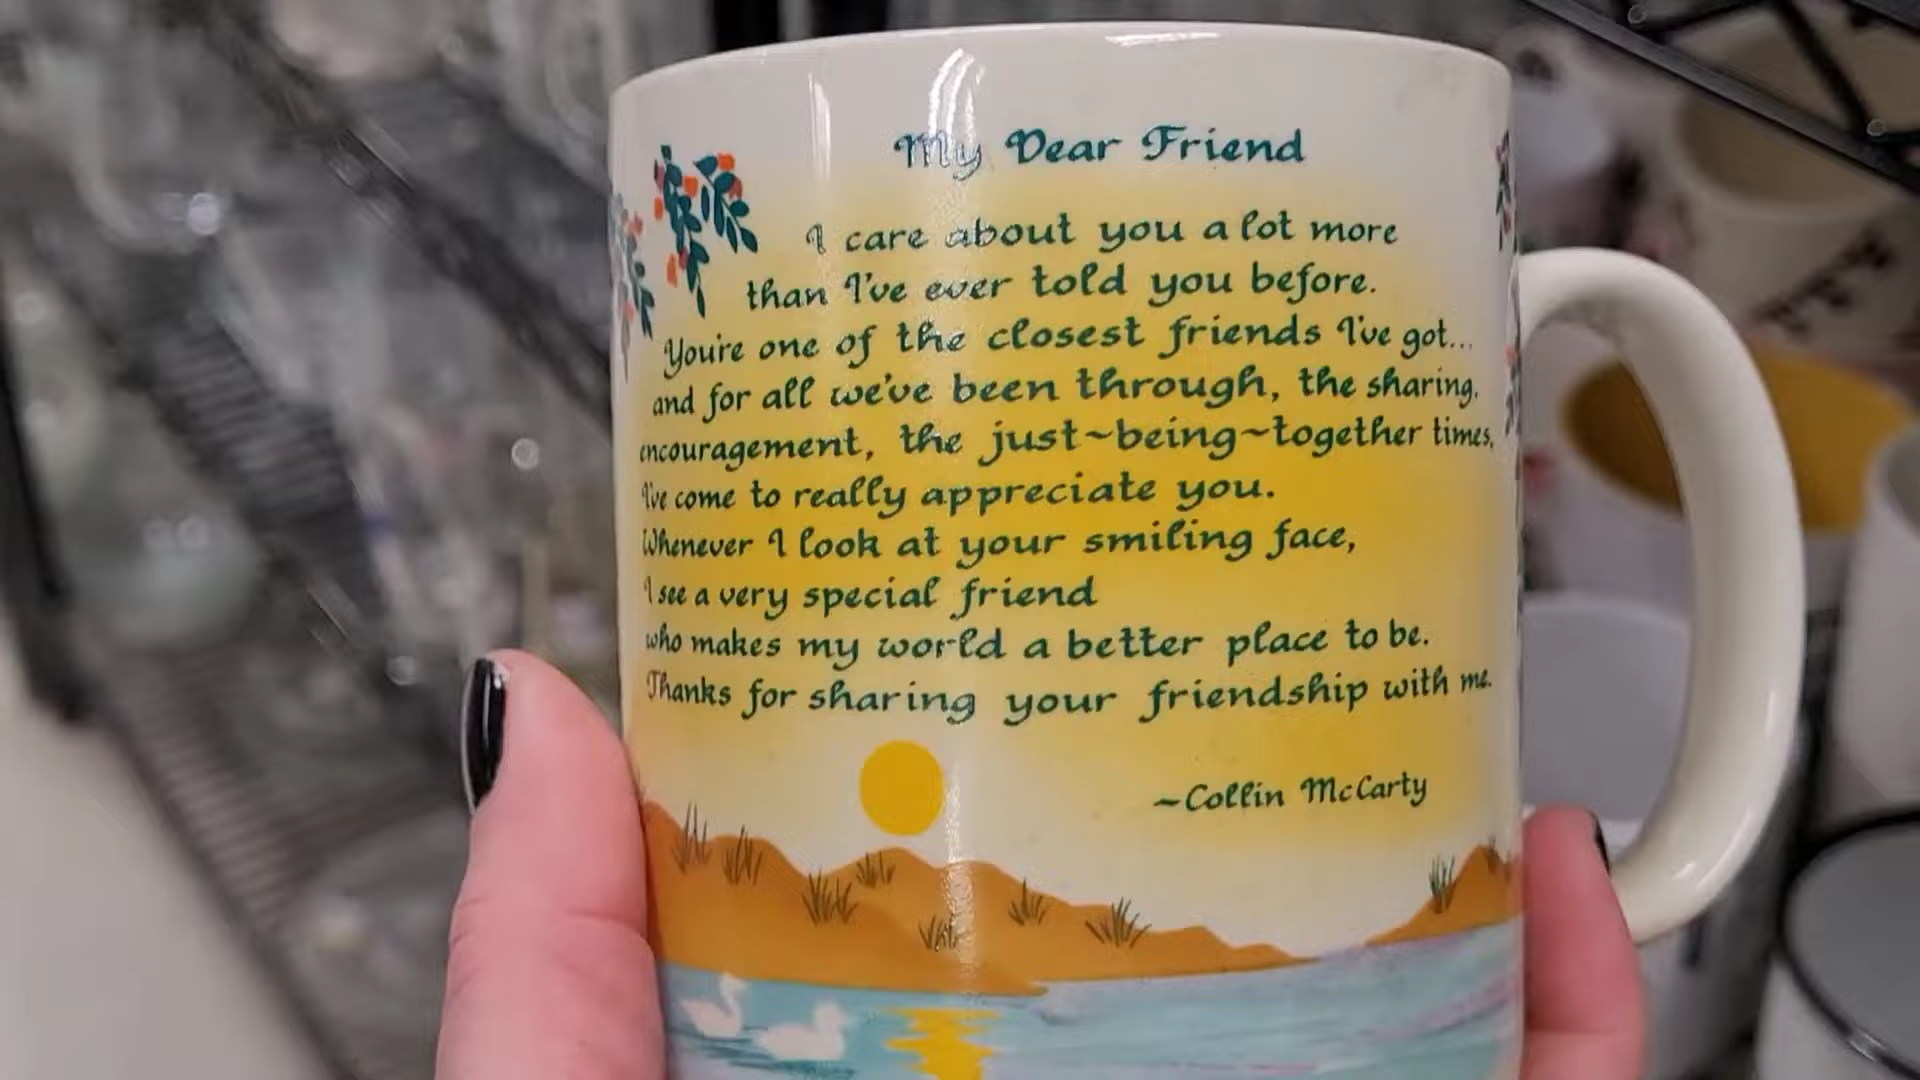 My Dear Friend
I care about you a lot more
than I've ever told you before.
You're one of the closest friends I've got...
and for all we've been through, the sharing,
encouragement, the just~being~together times,
I've come to really appreciate you.
Whenever I look at your smiling face,
I see a very special friend
who makes my world a better place to be.
Thanks for sharing your friendship with me.
~Collin McCarty